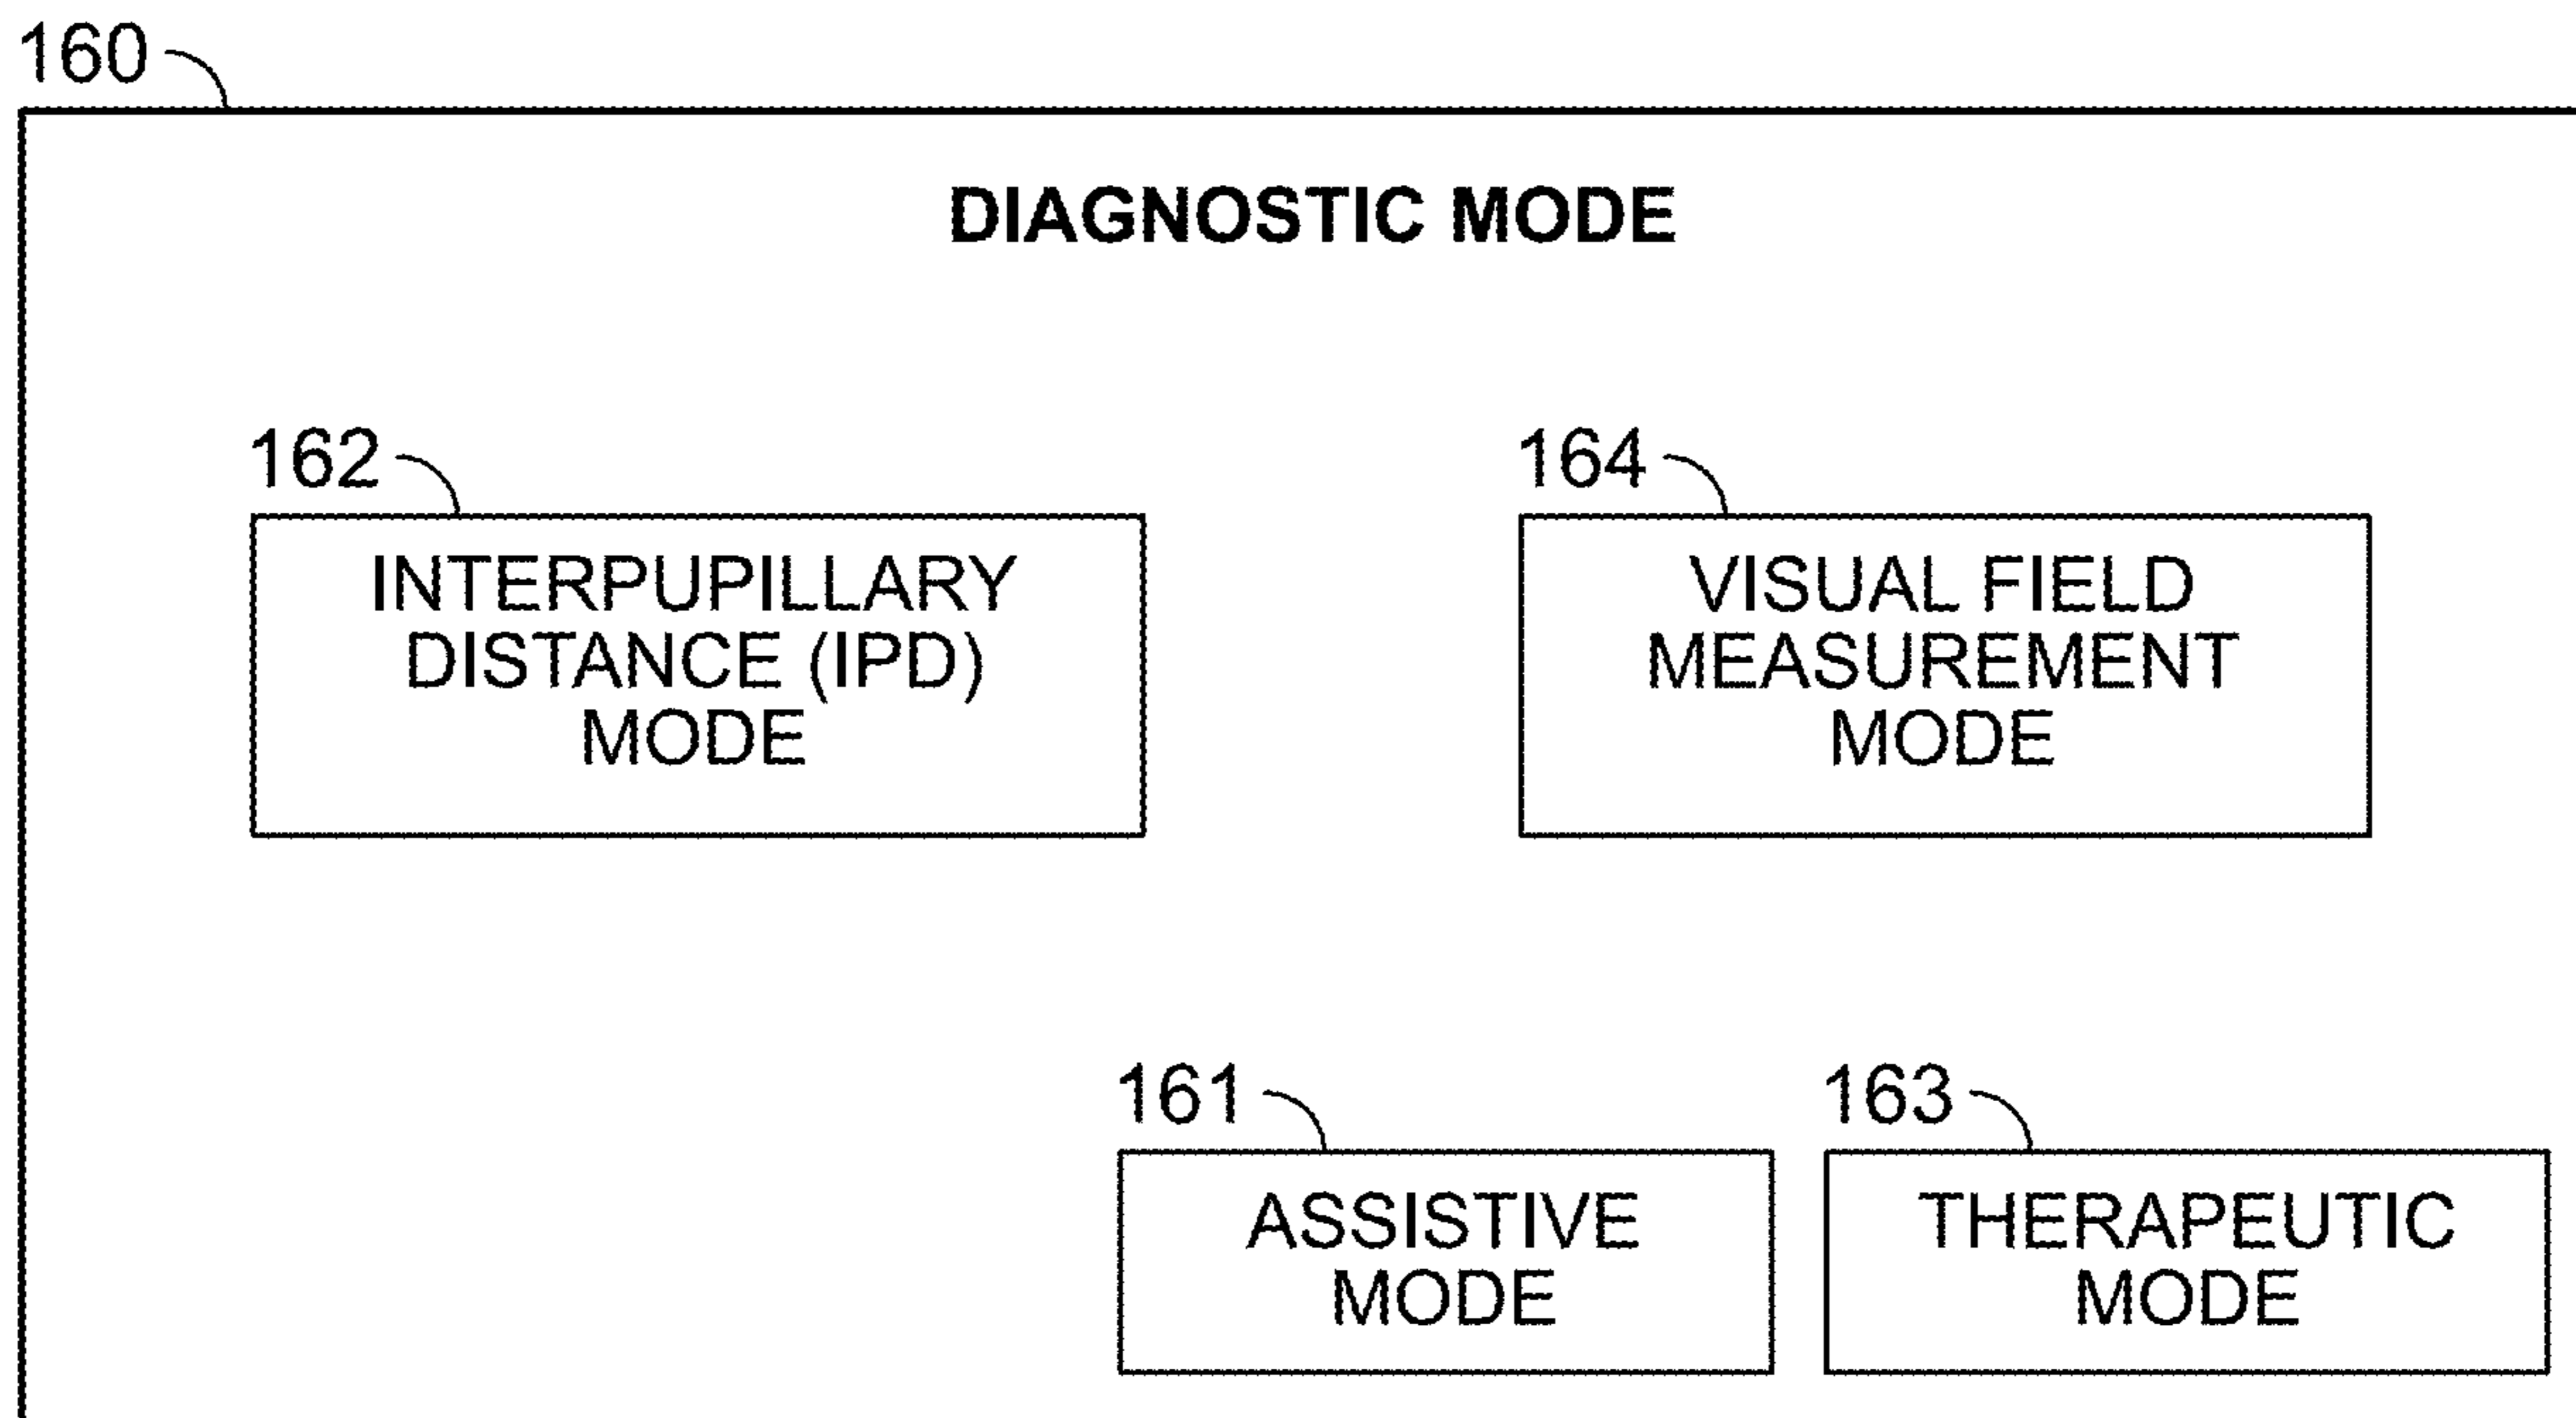 160
DIAGNOSTIC MODE
162
INTERPUPILLARY
DISTANCE (IPD)
MODE
164
VISUAL FIELD
MEASUREMENT
MODE
161
ASSISTIVE
MODE
163
THERAPEUTIC
MODE